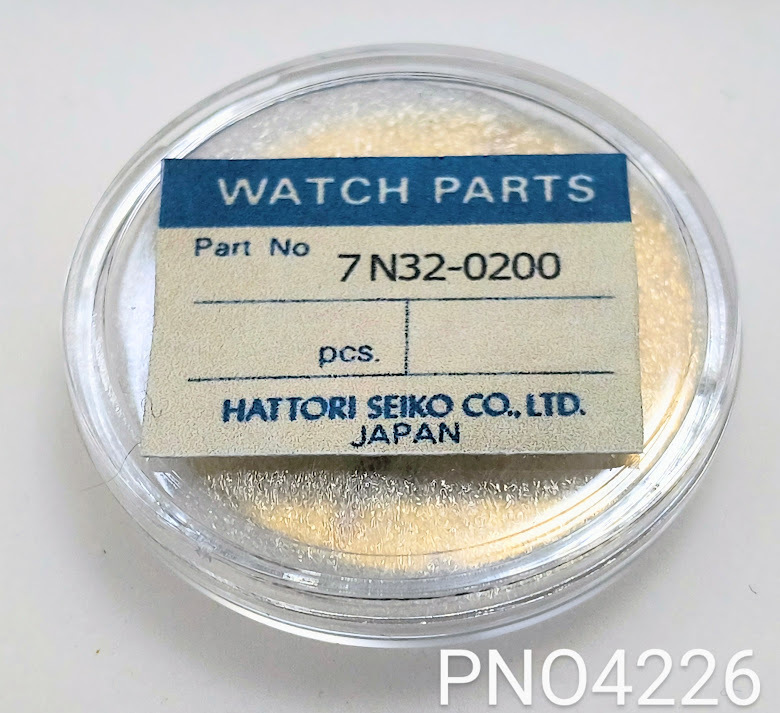 WATCH PARTS
Part No 7N32-0200
pcs.
HATTORI SEIKO CO., LTD.
JAPAN
PNO4226